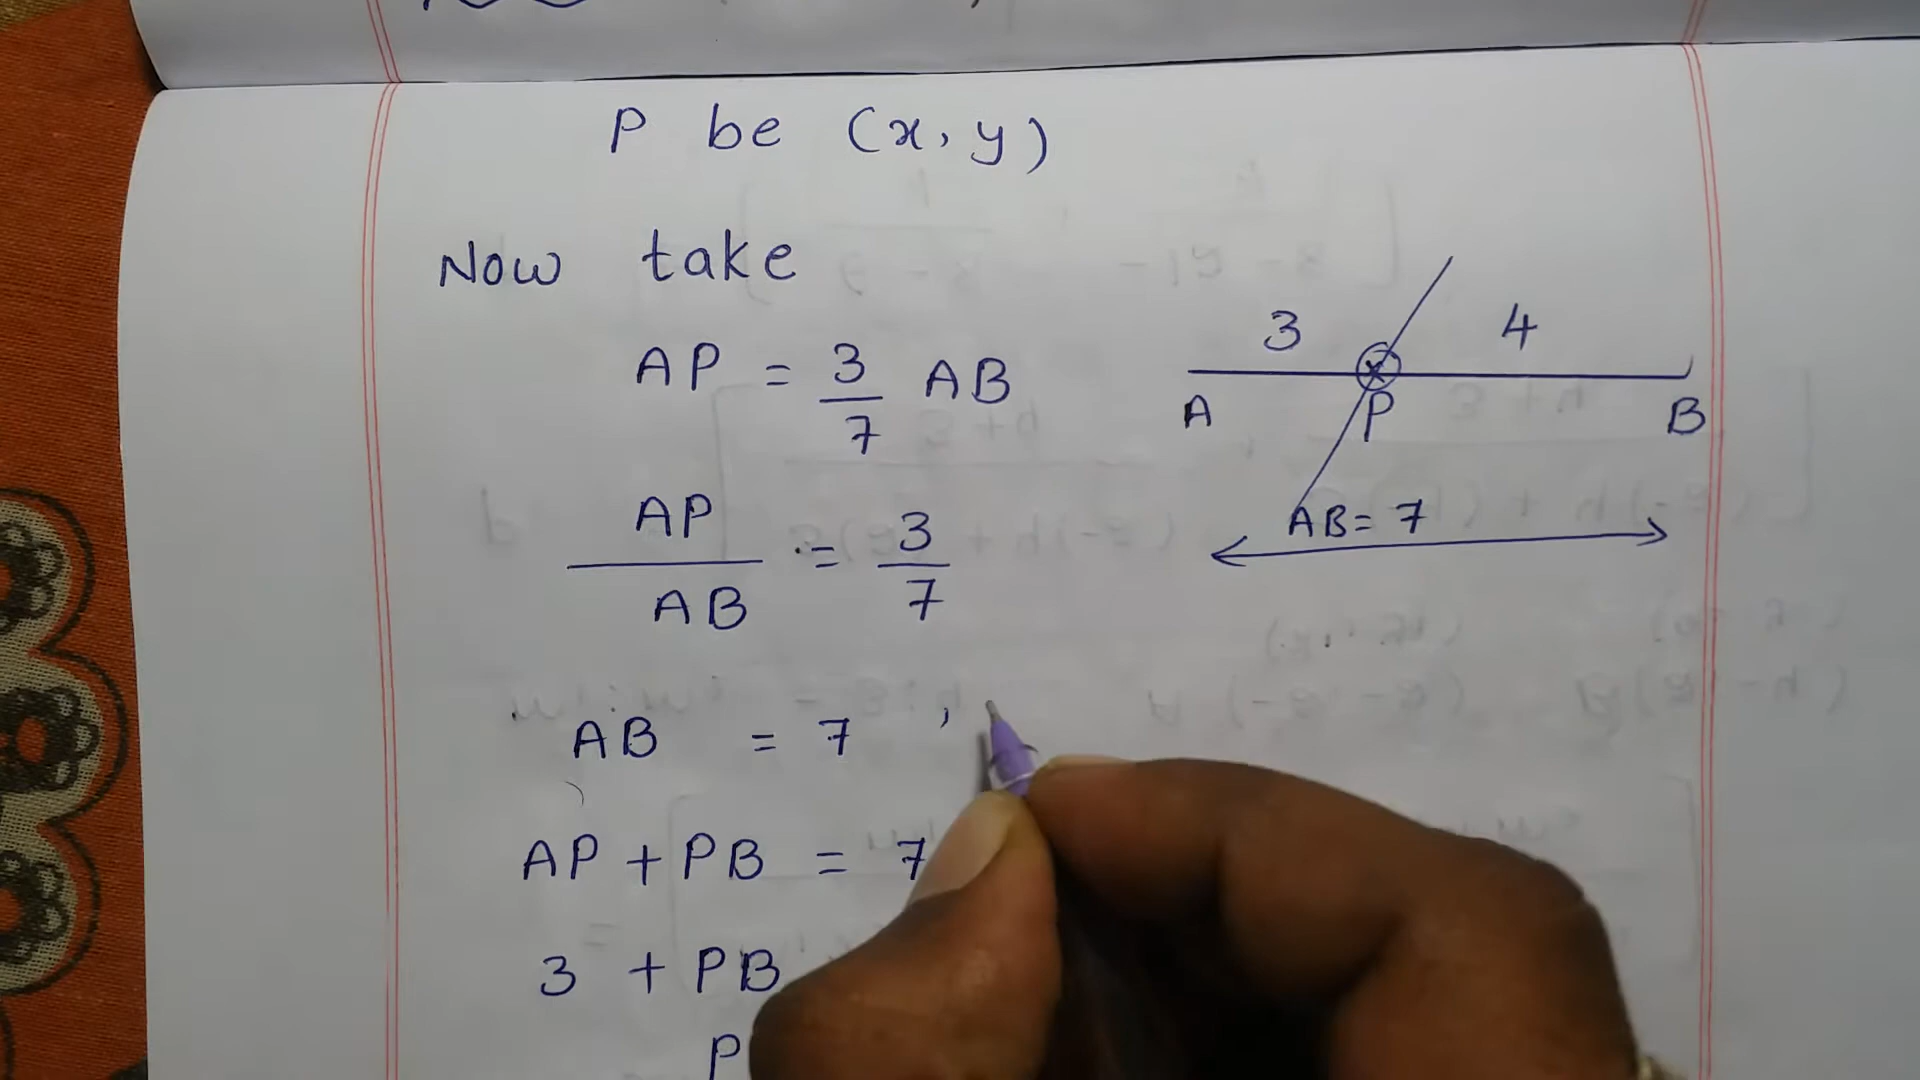 P be (x, y)
Now take
AP = 3/7 AB
3 4
A P B
AB = 7
AP/AB = 3/7
AB = 7 ,
AP + PB = 7
3 + PB
P